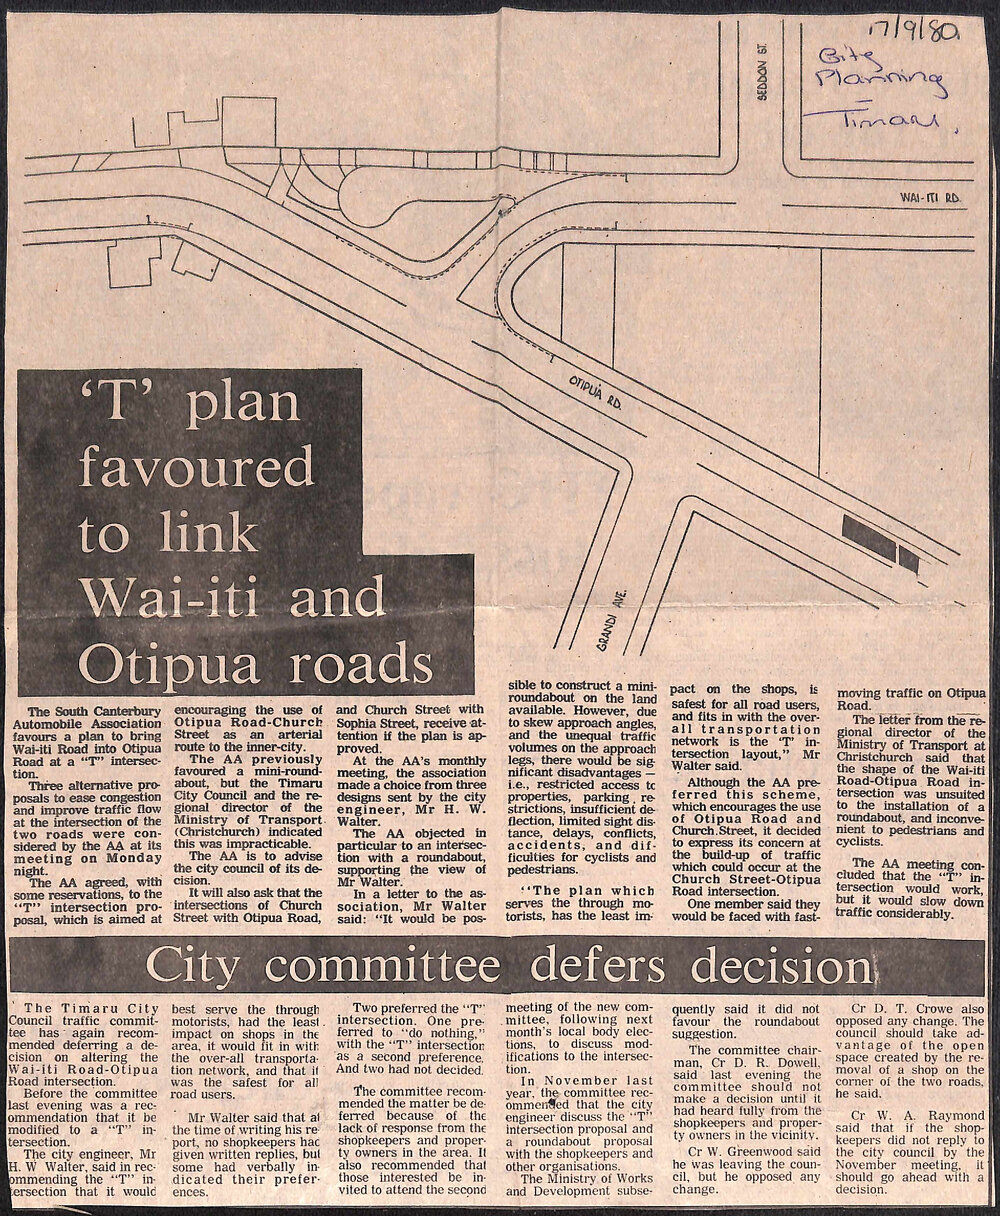 17/9/80
City
Planning
Timaru.
SEDDON ST.
WAI-ITI RD.
OTIPUA RD.
GRANDI AVE.
'T' plan
favoured
to link
Wai-iti and
Otipua roads
The South Canterbury
Automobile Association
favours a plan to bring
Wai-iti Road into Otipua
Road at a "T" intersec-
tion.
Three alternative pro-
posals to ease congestion
and improve traffic flow
at the intersection of the
two roads were con-
sidered by the AA at its
meeting on Monday
night.
The AA agreed, with
some reservations, to the
"T" intersection pro-
posal, which is aimed at
encouraging the use of
Otipua Road-Church
Street as an arterial
route to the inner-city.
The AA previously
favoured a mini-round-
about, but the Timaru
City Council and the re-
gional director of the
Ministry of Transport
(Christchurch) indicated
this was impracticable.
The AA is to advise
the city council of its de-
cision.
It will also ask that the
intersections of Church
Street with Otipua Road,
and Church Street with
Sophia Street, receive at-
tention if the plan is ap-
proved.
At the AA's monthly
meeting, the association
made a choice from three
designs sent by the city
engineer, Mr H. W.
Walter.
The AA objected in
particular to an intersec-
tion with a roundabout,
supporting the view of
Mr Walter.
In a letter to the as-
sociation, Mr Walter
said: "It would be pos-
sible to construct a mini-
roundabout on the land
available. However, due
to skew approach angles,
and the unequal traffic
volumes on the approach
legs, there would be sig-
nificant disadvantages —
i.e., restricted access to
properties, parking re-
strictions, insufficient de-
flection, limited sight dis-
tance, delays, conflicts,
accidents, and dif-
ficulties for cyclists and
pedestrians.
"The plan which
serves the through mo-
torists, has the least im-
pact on the shops, is
safest for all road users,
and fits in with the over-
all transportation
network is the 'T' in-
tersection layout," Mr
Walter said.
Although the AA pre-
ferred this scheme,
which encourages the use
of Otipua Road and
Church Street, it decided
to express its concern at
the build-up of traffic
which could occur at the
Church Street-Otipua
Road intersection.
One member said they
would be faced with fast-
moving traffic on Otipua
Road.
The letter from the re-
gional director of the
Ministry of Transport at
Christchurch said that
the shape of the Wai-iti
Road-Otipua Road in-
tersection was unsuited
to the installation of a
roundabout, and inconve-
nient to pedestrians and
cyclists.
The AA meeting con-
cluded that the "T" in-
tersection would work,
but it would slow down
traffic considerably.
City committee defers decision
The Timaru City
Council traffic commit-
tee has again recom-
mended deferring a de-
cision on altering the
Wai-iti Road-Otipua
Road intersection.
Before the committee
last evening was a rec-
ommendation that it be
modified to a "T" in-
tersection.
The city engineer, Mr
H. W Walter, said in rec-
ommending the "T" in-
tersection that it would
best serve the through
motorists, had the least
impact on shops in the
area, it would fit in with
the over-all transporta-
tion network, and that it
was the safest for all
road users.
Mr Walter said that at
the time of writing his re-
port, no shopkeepers had
given written replies, but
some had verbally in-
dicated their prefer-
ences.
Two preferred the "T"
intersection. One pre-
ferred to "do nothing,"
with the "T" intersection
as a second preference.
And two had not decided.
The committee recom-
mended the matter be de-
ferred because of the
lack of response from the
shopkeepers and proper-
ty owners in the area. It
also recommended that
those interested be in-
vited to attend the second
meeting of the new com-
mittee, following next
month's local body elec-
tions, to discuss mod-
ifications to the intersec-
tion.
In November last
year, the committee rec-
ommended that the city
engineer discuss the "T"
intersection proposal and
a roundabout proposal
with the shopkeepers and
other organisations.
The Ministry of Works
and Development subse-
quently said it did not
favour the roundabout
suggestion.
The committee chair-
man, Cr D. R. Dowell,
said last evening the
committee should not
make a decision until it
had heard fully from the
shopkeepers and proper-
ty owners in the vicinity.
Cr W. Greenwood said
he was leaving the coun-
cil, but he opposed any
change.
Cr D. T. Crowe also
opposed any change. The
council should take ad-
vantage of the open
space created by the re-
moval of a shop on the
corner of the two roads,
he said.
Cr W. A. Raymond
said that if the shop-
keepers did not reply to
the city council by the
November meeting, it
should go ahead with a
decision.